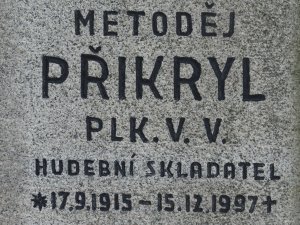 METODĚJ
PŘIKRYL
PLK. V. V.
HUDEBNÍ SKLADATEL
*17.9.1915 – 15.12.1997+